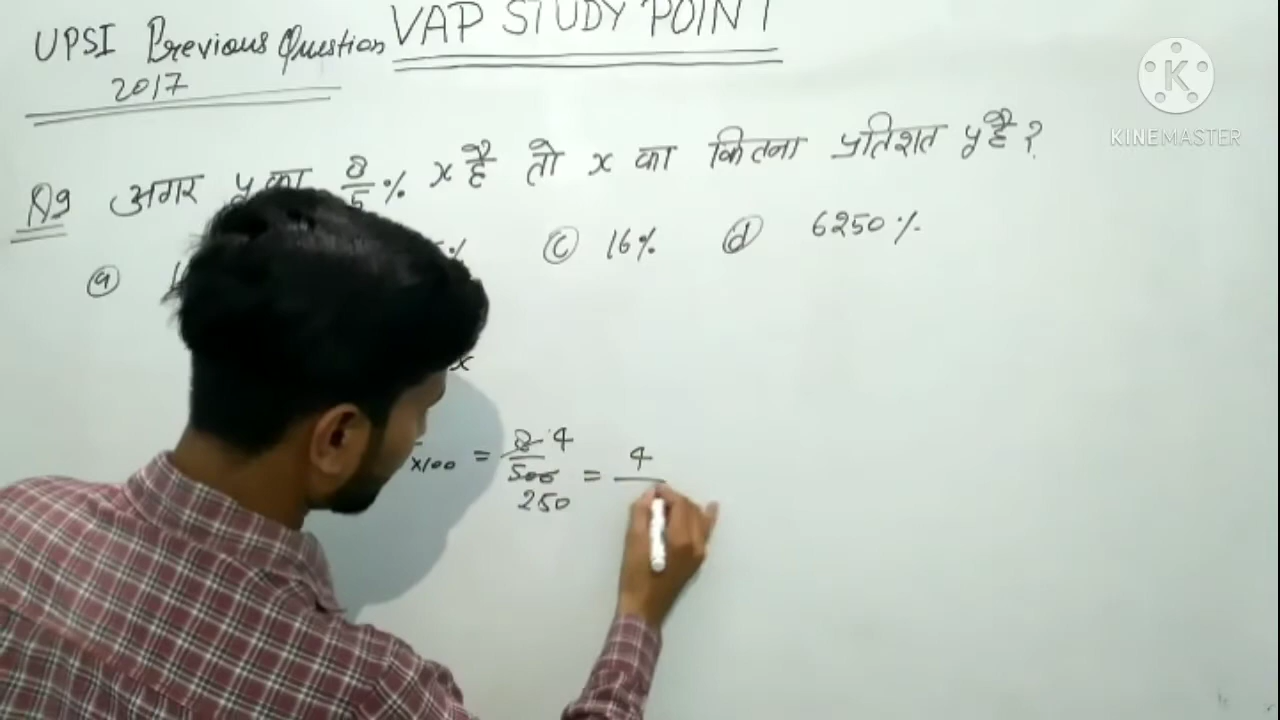 VAP STUDY POINT
UPSI Previous Question
2017
KINEMASTER
Q9 अगर y का 8/5 % x है तो x का कितना प्रतिशत y है?
(a) (c) 16% (d) 6250%
x
x100 = 8/500 4 = 4
250